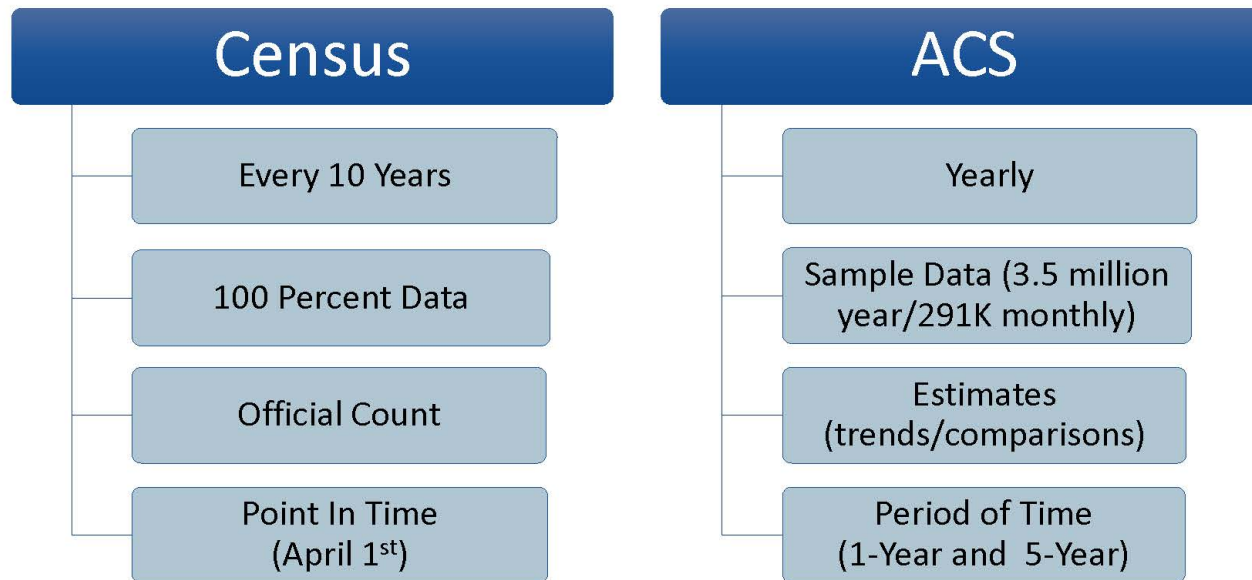 Census
Every 10 Years
100 Percent Data
Official Count
Point In Time
(April 1st)
ACS
Yearly
Sample Data (3.5 million
year/291K monthly)
Estimates
(trends/comparisons)
Period of Time
(1-Year and  5-Year)